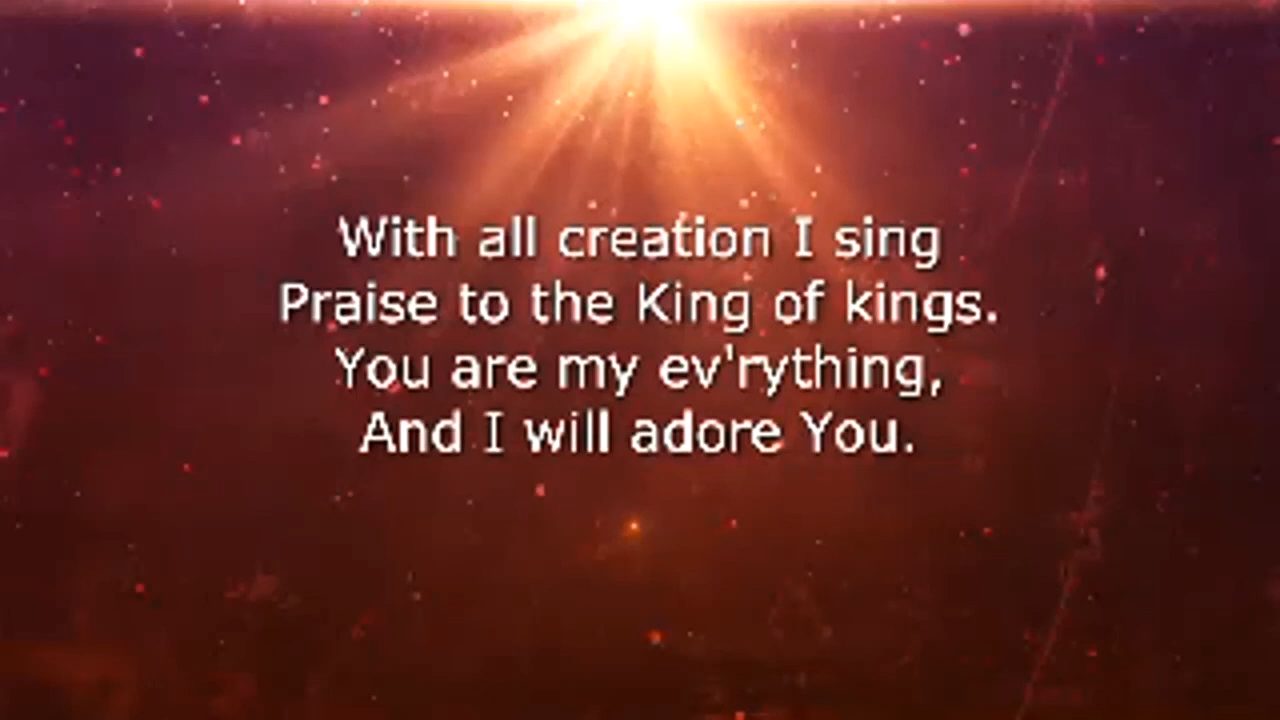 With all creation I sing
Praise to the King of kings.
You are my ev'rything,
And I will adore You.